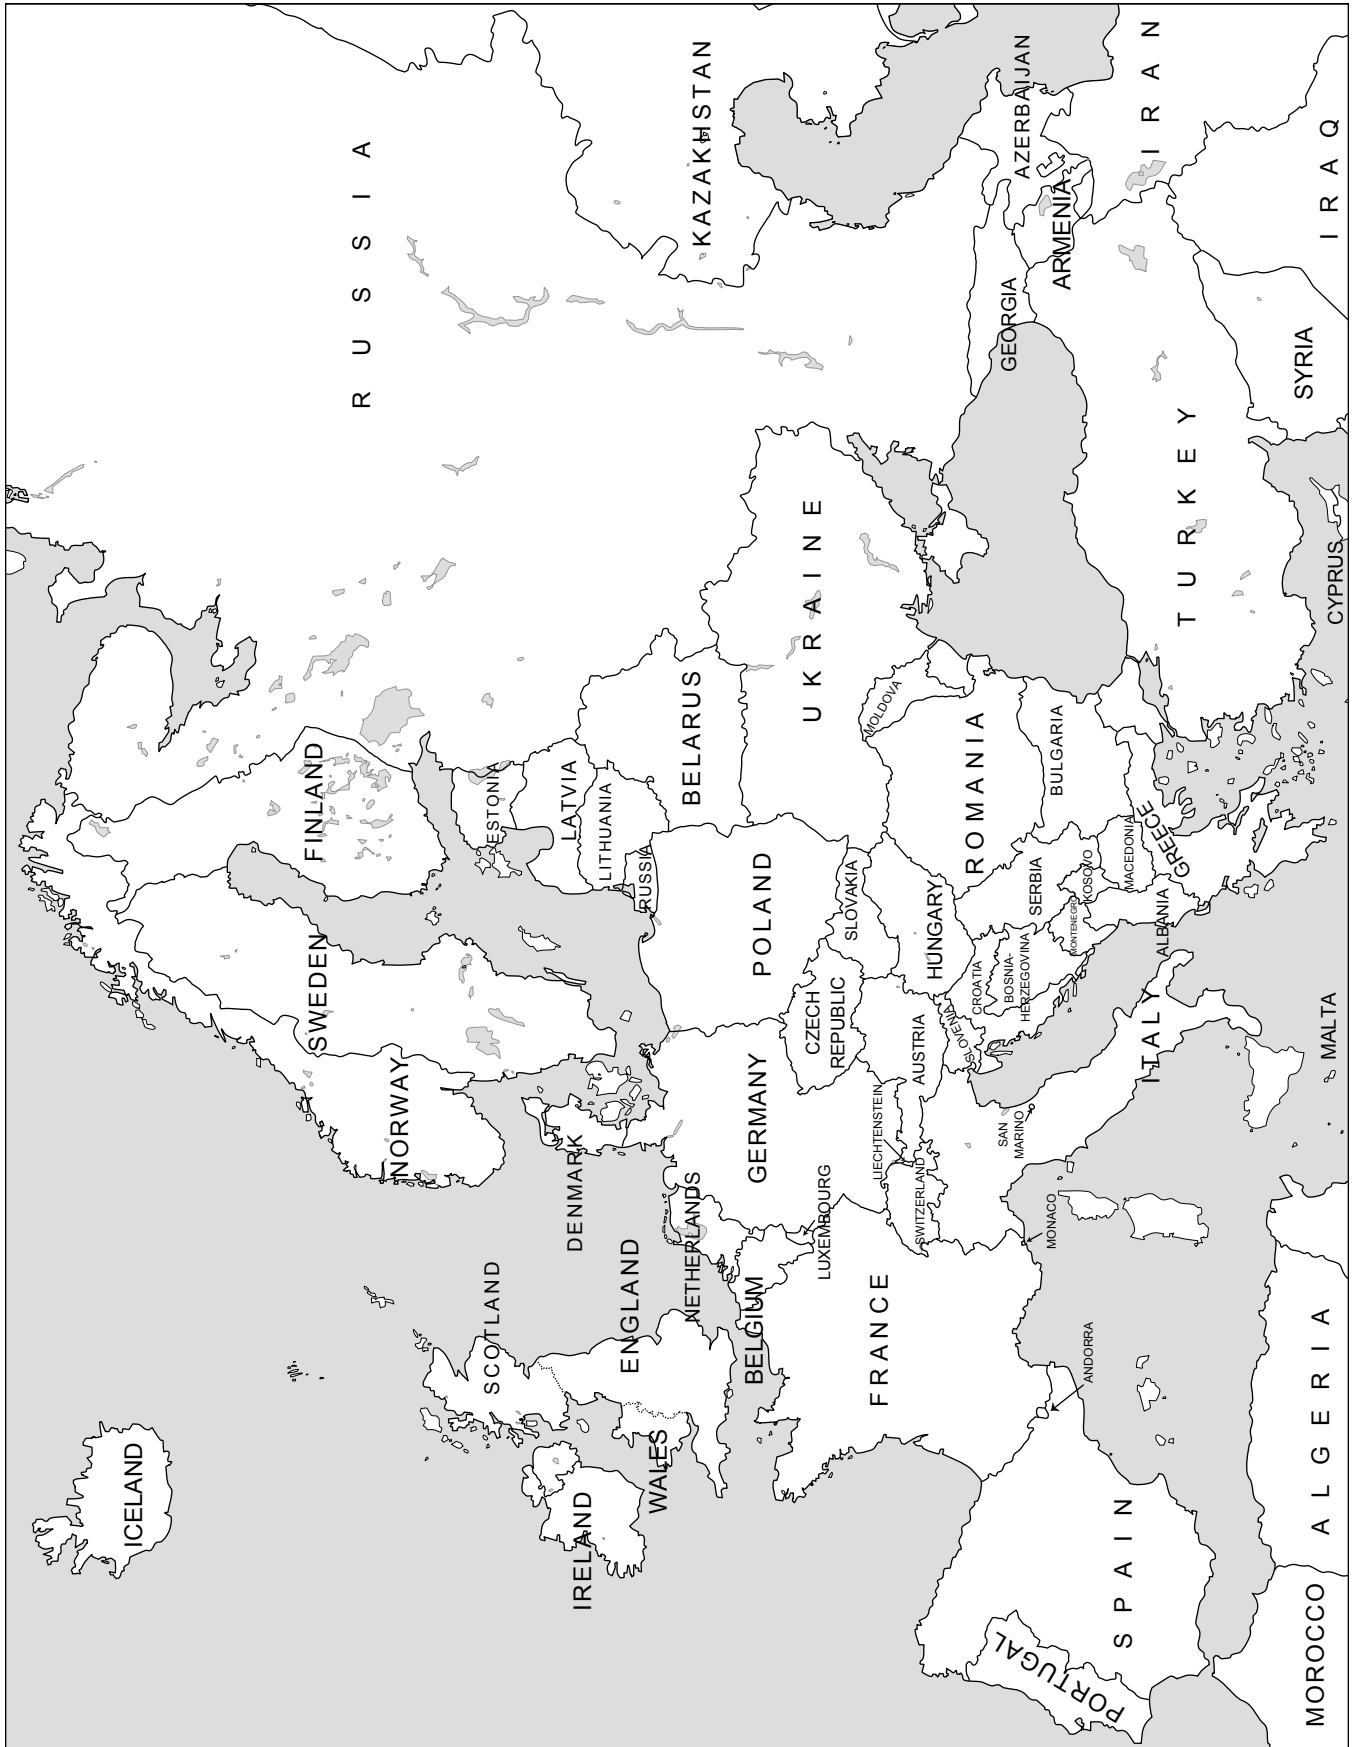 ICELAND
NORWAY
SWEDEN
FINLAND
RUSSIA
ESTONIA
LATVIA
LITHUANIA
RUSSIA
BELARUS
SCOTLAND
IRELAND
WALES
ENGLAND
DENMARK
NETHERLANDS
BELGIUM
LUXEMBOURG
GERMANY
POLAND
CZECH
REPUBLIC
SLOVAKIA
UKRAINE
MOLDOVA
KAZAKHSTAN
FRANCE
LIECHTENSTEIN
SWITZERLAND
AUSTRIA
HUNGARY
SLOVENIA
CROATIA
BOSNIA-
HERZEGOVINA
SERBIA
MONTENEGRO
KOSOVO
ROMANIA
BULGARIA
MACEDONIA
ALBANIA
GREECE
SAN
MARINO
ITALY
MONACO
ANDORRA
PORTUGAL
SPAIN
GEORGIA
ARMENIA
AZERBAIJAN
TURKEY
IRAN
IRAQ
SYRIA
CYPRUS
MALTA
ALGERIA
MOROCCO